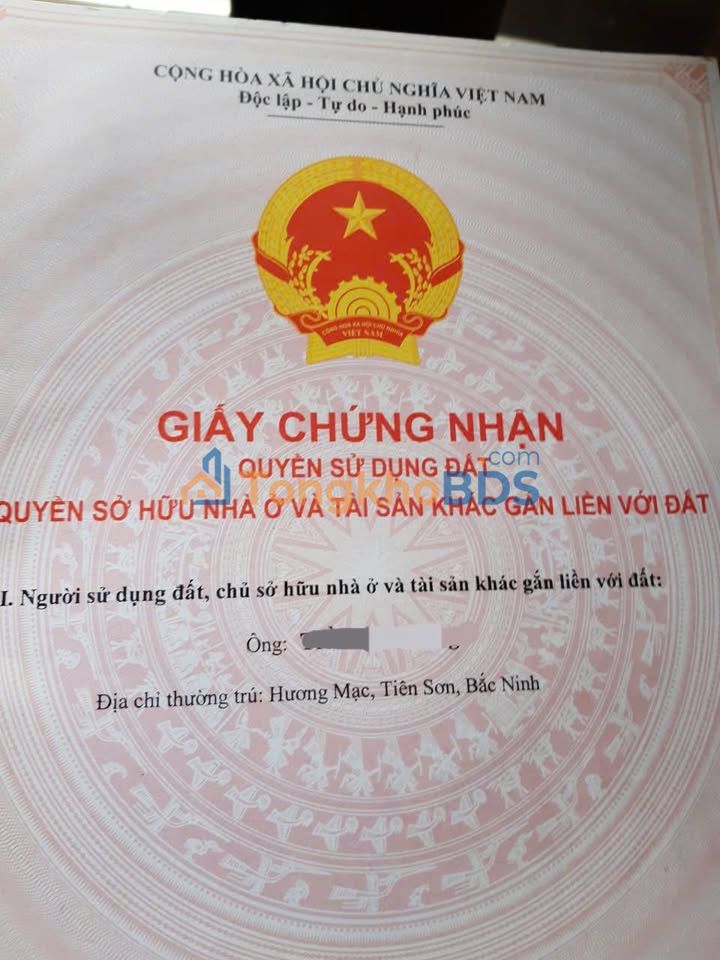 CỘNG HÒA XÃ HỘI CHỦ NGHĨA VIỆT NAM
Độc lập - Tự do - Hạnh phúc
CỘNG HÒA XÃ HỘI CHỦ NGHĨA
VIỆT NAM
GIẤY CHỨNG NHẬN
QUYỀN SỬ DỤNG ĐẤT
.com
TongkhoBDS
QUYỀN SỞ HỮU NHÀ Ở VÀ TÀI SẢN KHÁC GẮN LIỀN VỚI ĐẤT
I. Người sử dụng đất, chủ sở hữu nhà ở và tài sản khác gắn liền với đất:
Ông:
Địa chỉ thường trú: Hương Mạc, Tiên Sơn, Bắc Ninh